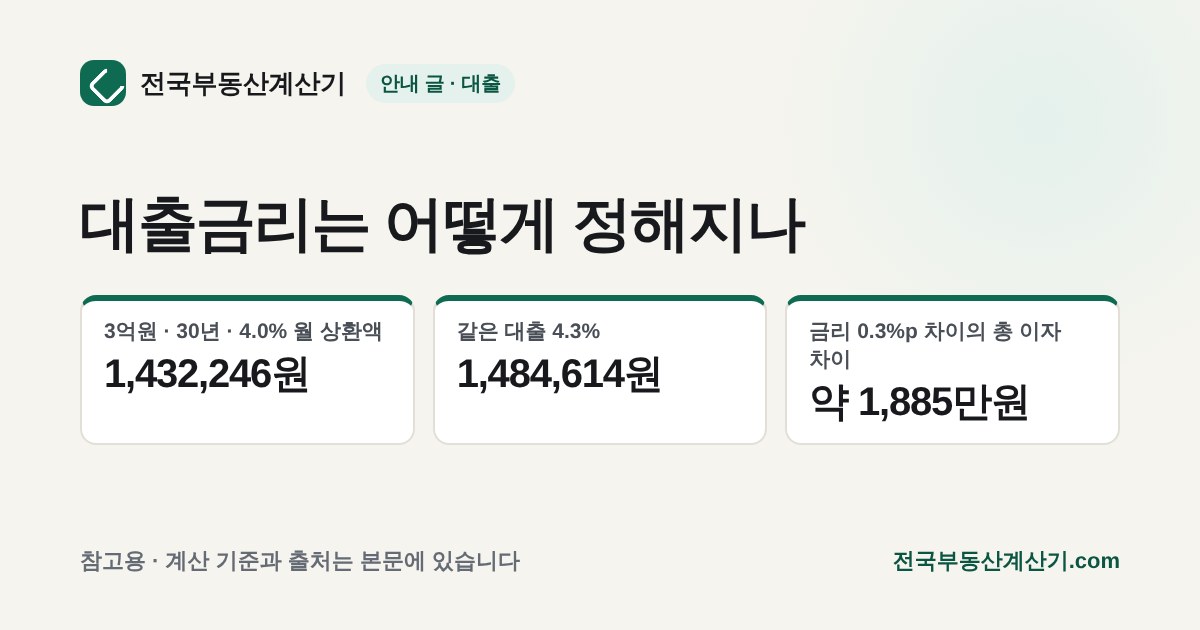 전국부동산계산기
안내 글 · 대출
대출금리는 어떻게 정해지나
3억원 · 30년 · 4.0% 월 상환액
1,432,246원
같은 대출 4.3%
1,484,614원
금리 0.3%p 차이의 총 이자
차이
약 1,885만원
참고용 · 계산 기준과 출처는 본문에 있습니다
전국부동산계산기.com